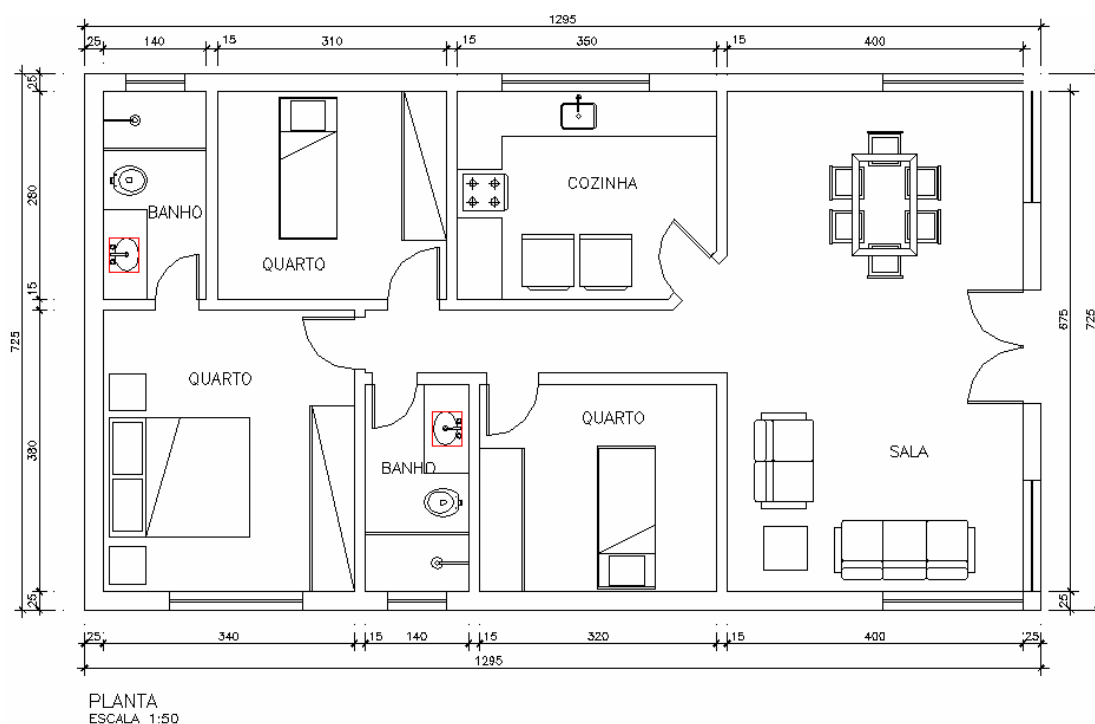 1295
25 140 15 310 15 350 15 400
25
280
15
380
25
725
675
25
725
BANHO
QUARTO
COZINHA
QUARTO
BANHO
QUARTO
SALA
25 340 15 140 15 320 15 400 25
1295
PLANTA
ESCALA 1:50